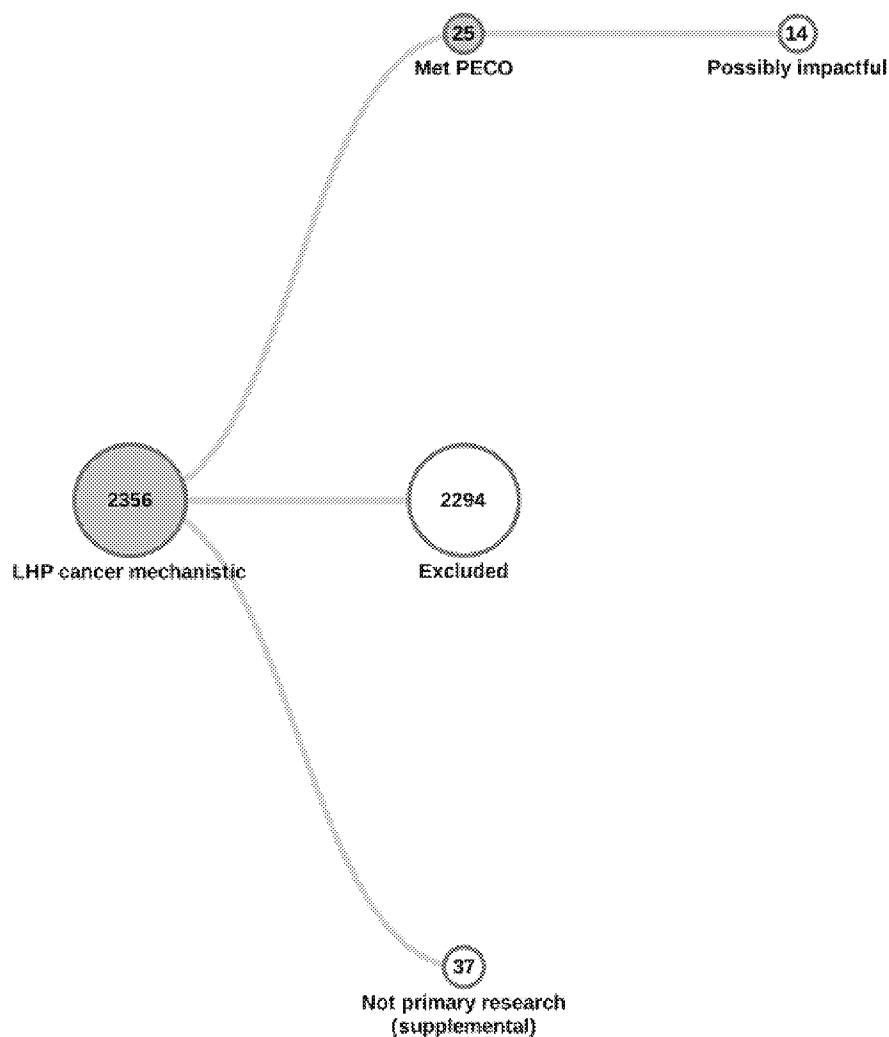 25
Met PECO
14
Possibly impactful
2356
LHP cancer mechanistic
2294
Excluded
37
Not primary research
(supplemental)